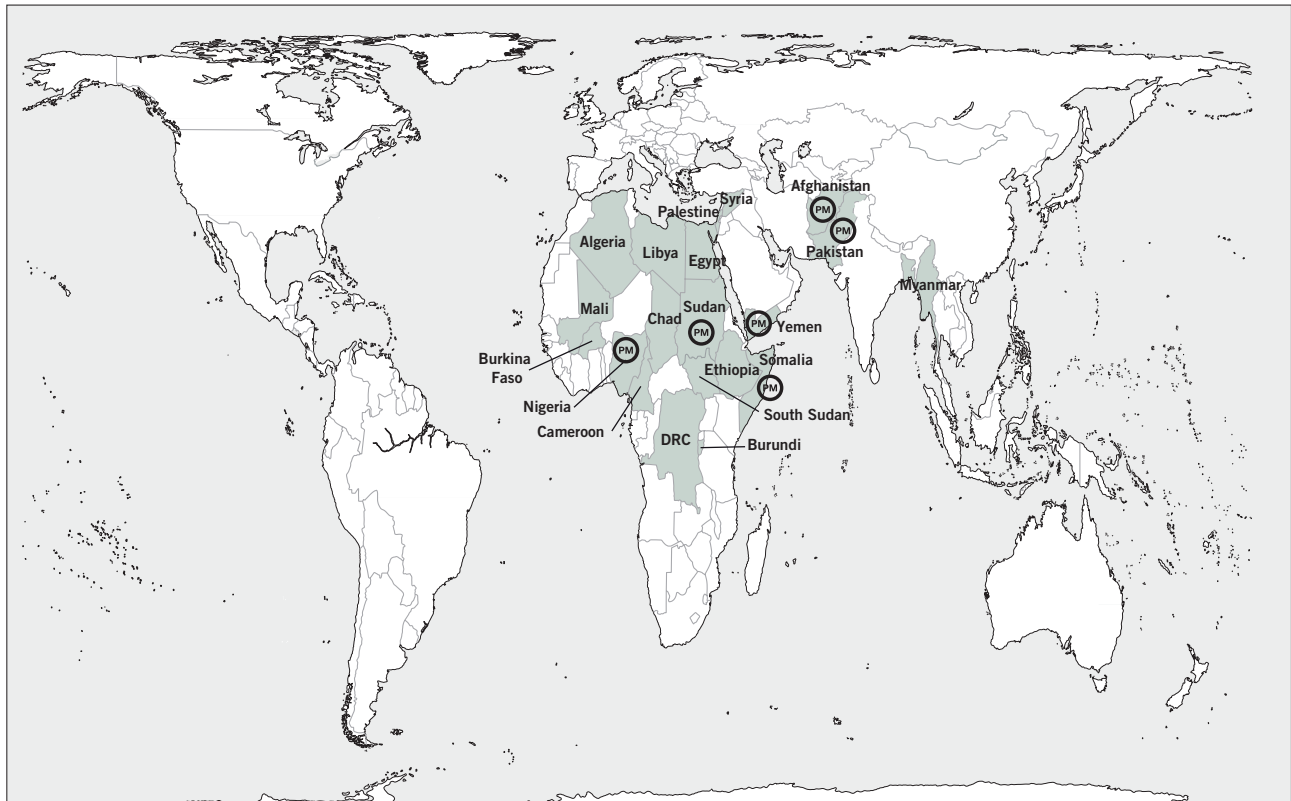 Afghanistan
PM
Syria
Palestine
PM
Pakistan
Algeria
Libya
Egypt
Myanmar
Mali
Chad
Sudan
PM
PM
Yemen
PM
Burkina
Faso
Ethiopia
Somalia
PM
Nigeria
South Sudan
Cameroon
DRC
Burundi